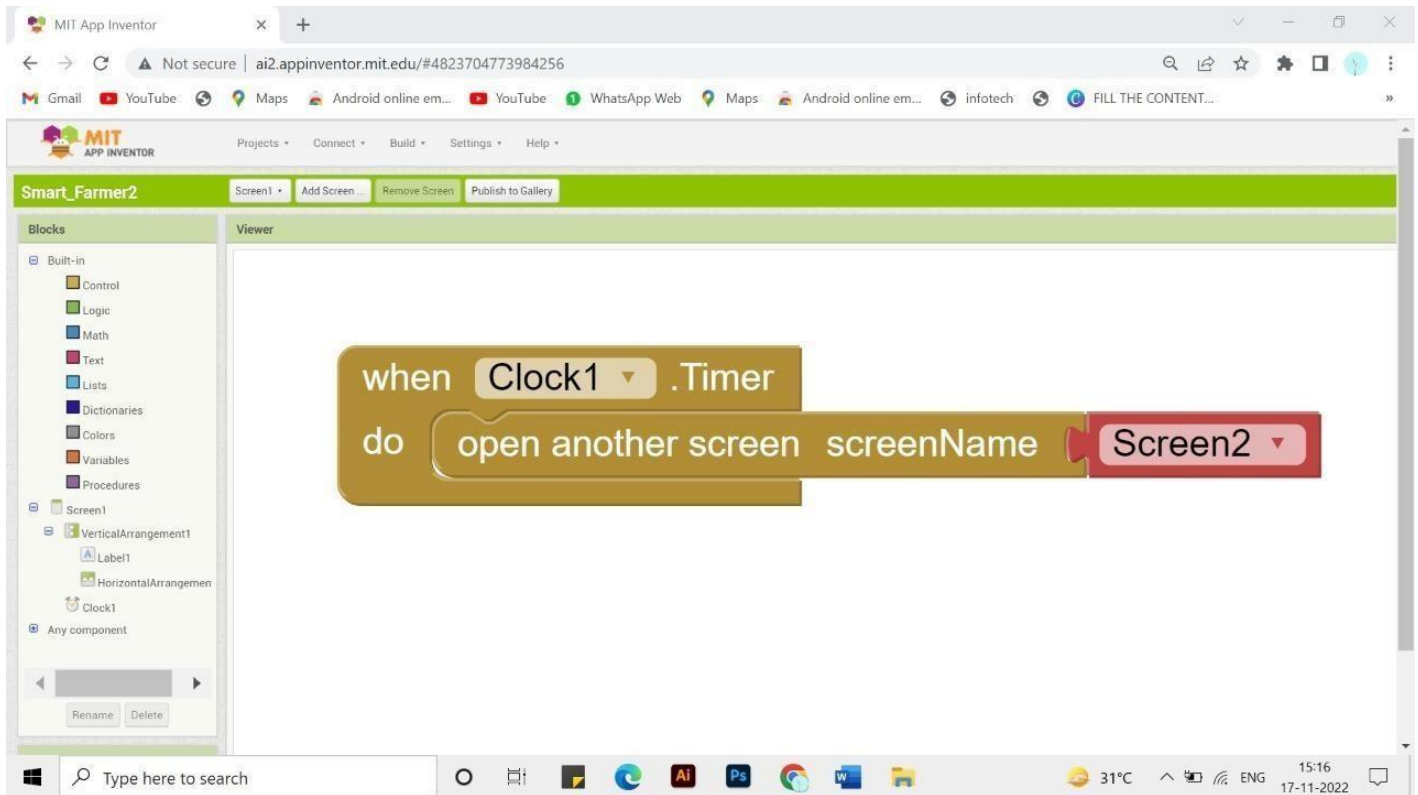 MIT App Inventor
Not secure | ai2.appinventor.mit.edu/#4823704773984256
Gmail YouTube Maps Android online em... YouTube WhatsApp Web Maps Android online em... infotech FILL THE CONTENT... »
MIT
APP INVENTOR
Projects Connect Build Settings Help
Smart_Farmer2 Screen1 Add Screen ... Remove Screen Publish to Gallery
Blocks Viewer
Built-in
Control
Logic
Math
Text
Lists
Dictionaries
Colors
Variables
Procedures
Screen1
VerticalArrangement1
Label1
HorizontalArrangemen
Clock1
Any component
Rename Delete
when Clock1 .Timer
do open another screen screenName Screen2
Type here to search Ai Ps W 31°C ENG 15:16
17-11-2022